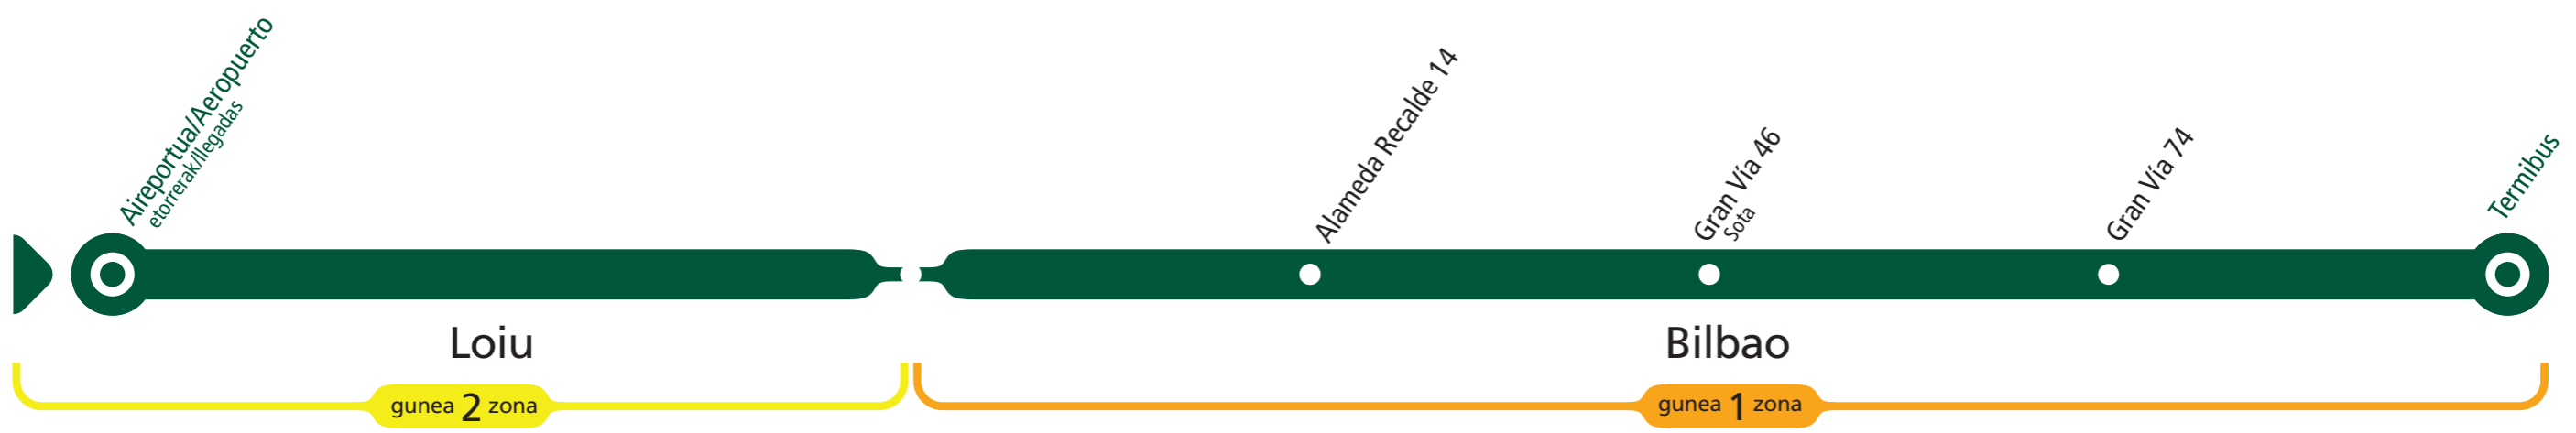 Aireportua/Aeropuerto
etorrerak/llegadas
Alameda Recalde 14
Gran Vía 46
Sota
Gran Vía 74
Termibus
Loiu
Bilbao
gunea 2 zona
gunea 1 zona